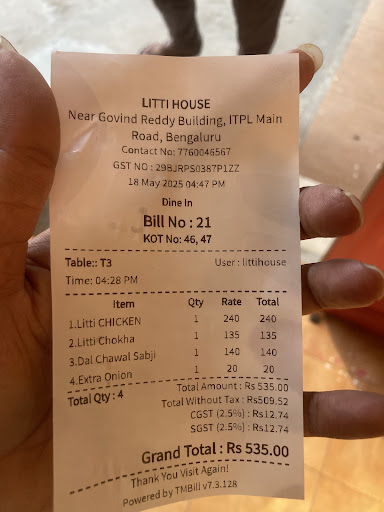 LITTI HOUSE
Near Govind Reddy Building, ITPL Main
Road, Bengaluru
Contact No: 7760046567
GST NO : 29BJRPS0387P1ZZ
18 May 2025 04:47 PM
Dine In
Bill No : 21
KOT No: 46, 47
Table:: T3 User : littihouse
Time: 04:28 PM
Item Qty Rate Total
1.Litti CHICKEN 1 240 240
2.Litti Chokha 1 135 135
3.Dal Chawal Sabji 1 140 140
4.Extra Onion 1 20 20
Total Qty : 4 Total Amount : Rs 535.00
Total Without Tax : Rs509.52
CGST (2.5%) : Rs12.74
SGST (2.5%) : Rs12.74
Grand Total : Rs 535.00
Thank You Visit Again!
Powered by TMBill v7.3.128